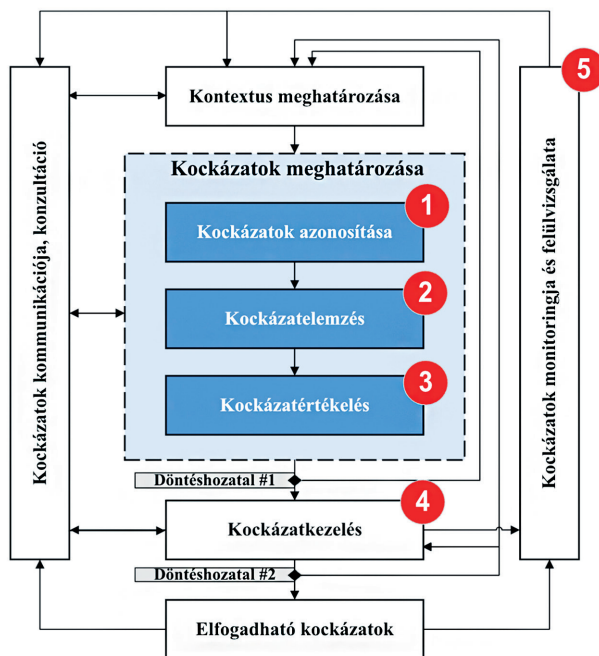 5
Kontextus meghatározása
Kockázatok kommunikációja, konzultáció
Kockázatok meghatározása
1
Kockázatok azonosítása
2
Kockázatelemzés
3
Kockázatértékelés
Döntéshozatal #1
4
Kockázatkezelés
Döntéshozatal #2
Elfogadható kockázatok
Kockázatok monitoringja és felülvizsgálata